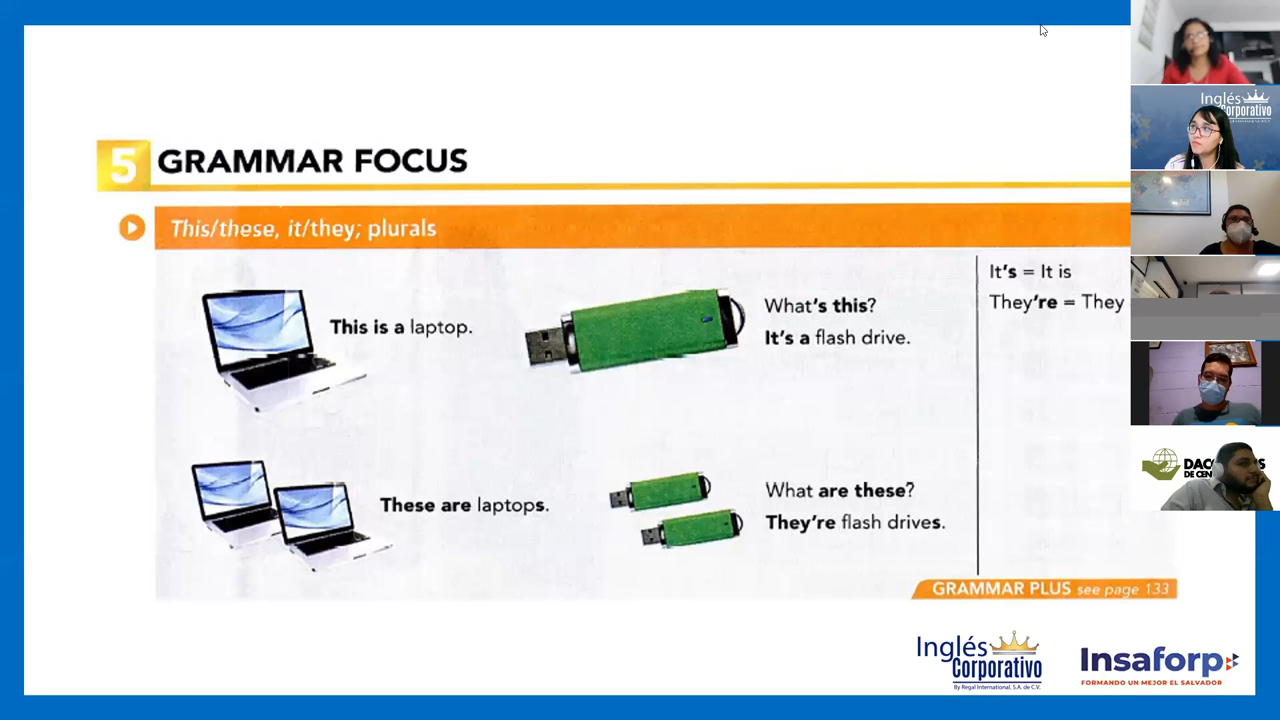 5 GRAMMAR FOCUS
This/these, it/they; plurals
This is a laptop.
What's this?
It's a flash drive.
It's = It is
They're = They
These are laptops.
What are these?
They're flash drives.
GRAMMAR PLUS see page 133
Inglés
Corporativo
By Regal International, S.A. de C.V.
Insaforp
FORMANDO UN MEJOR EL SALVADOR
Inglés
Corporativo
DE CEN